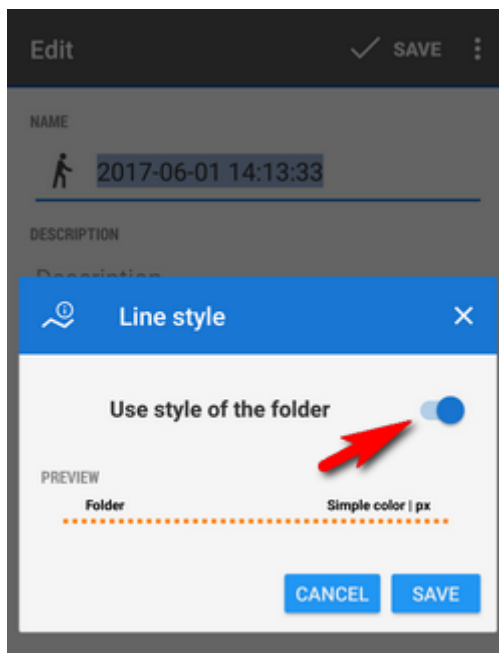 Edit
SAVE
NAME
2017-06-01 14:13:33
DESCRIPTION
Description
Line style
Use style of the folder
PREVIEW
Folder Simple color | px
CANCEL SAVE